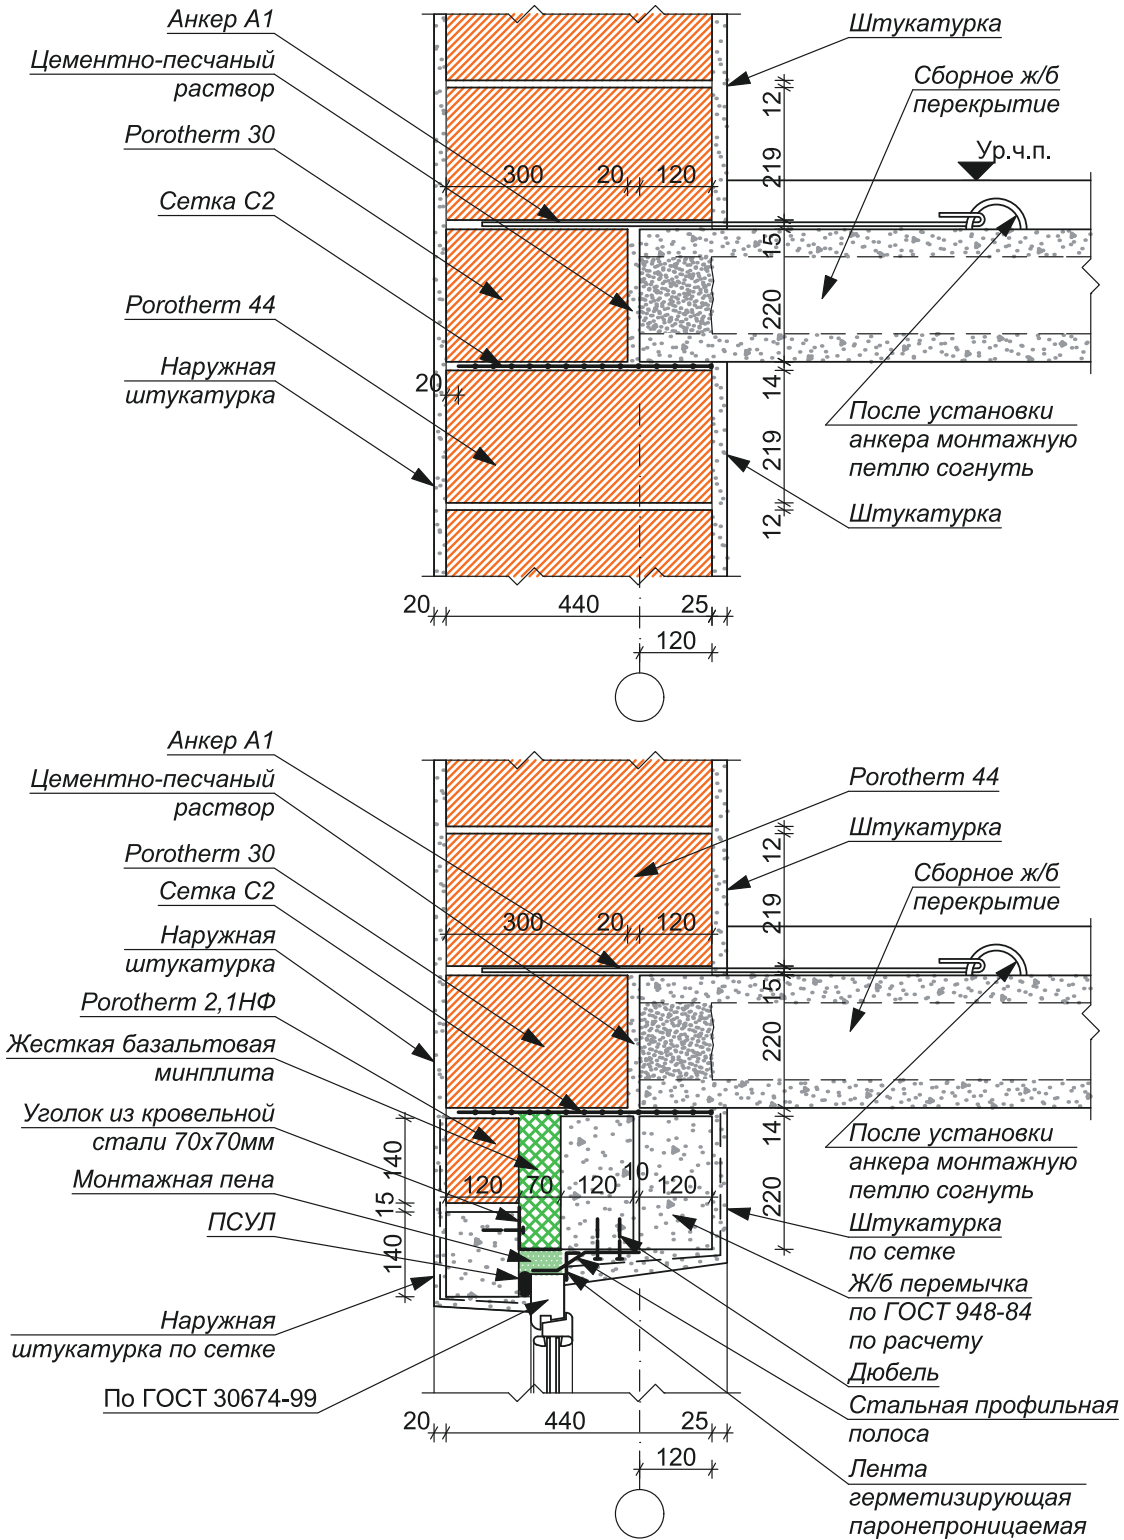 Анкер А1
Цементно-песчаный
раствор
Porotherm 30
Сетка С2
Porotherm 44
Наружная
штукатурка
Штукатурка
Сборное ж/б
перекрытие
Ур.ч.п.
После установки
анкера монтажную
петлю согнуть
Штукатурка
12
219
15
220
14
219
12
300
20
120
20
20
440
25
120
Анкер А1
Цементно-песчаный
раствор
Porotherm 30
Сетка С2
Наружная
штукатурка
Porotherm 2,1НФ
Жесткая базальтовая
минплита
Уголок из кровельной
стали 70х70мм
Монтажная пена
ПСУЛ
Наружная
штукатурка по сетке
По ГОСТ 30674-99
Porotherm 44
Штукатурка
Сборное ж/б
перекрытие
После установки
анкера монтажную
петлю согнуть
Штукатурка
по сетке
Ж/б перемычка
по ГОСТ 948-84
по расчету
Дюбель
Стальная профильная
полоса
Лента
герметизирующая
паронепроницаемая
12
219
15
220
14
220
300
20
120
140
15
140
120
70
120
10
120
20
440
25
120